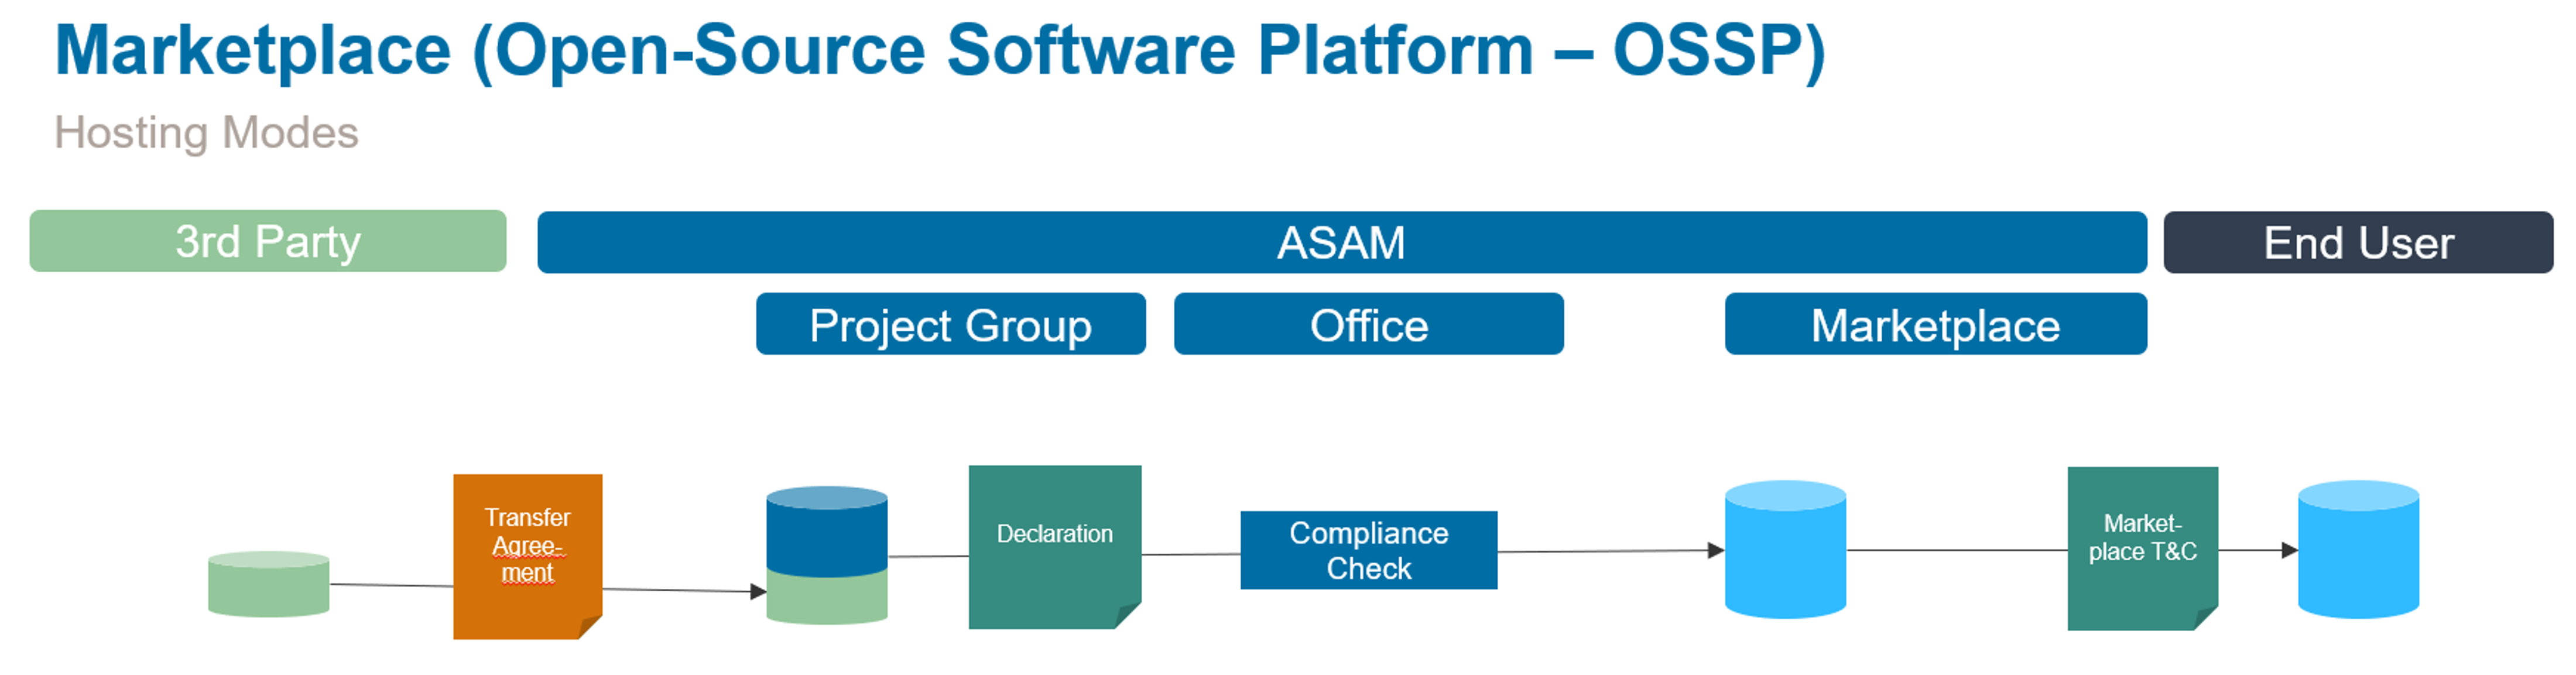 Marketplace (Open-Source Software Platform – OSSP)
Hosting Modes
3rd Party
ASAM
End User
Project Group
Office
Marketplace
Transfer
Agree-
ment
Declaration
Compliance
Check
Market-
place T&C